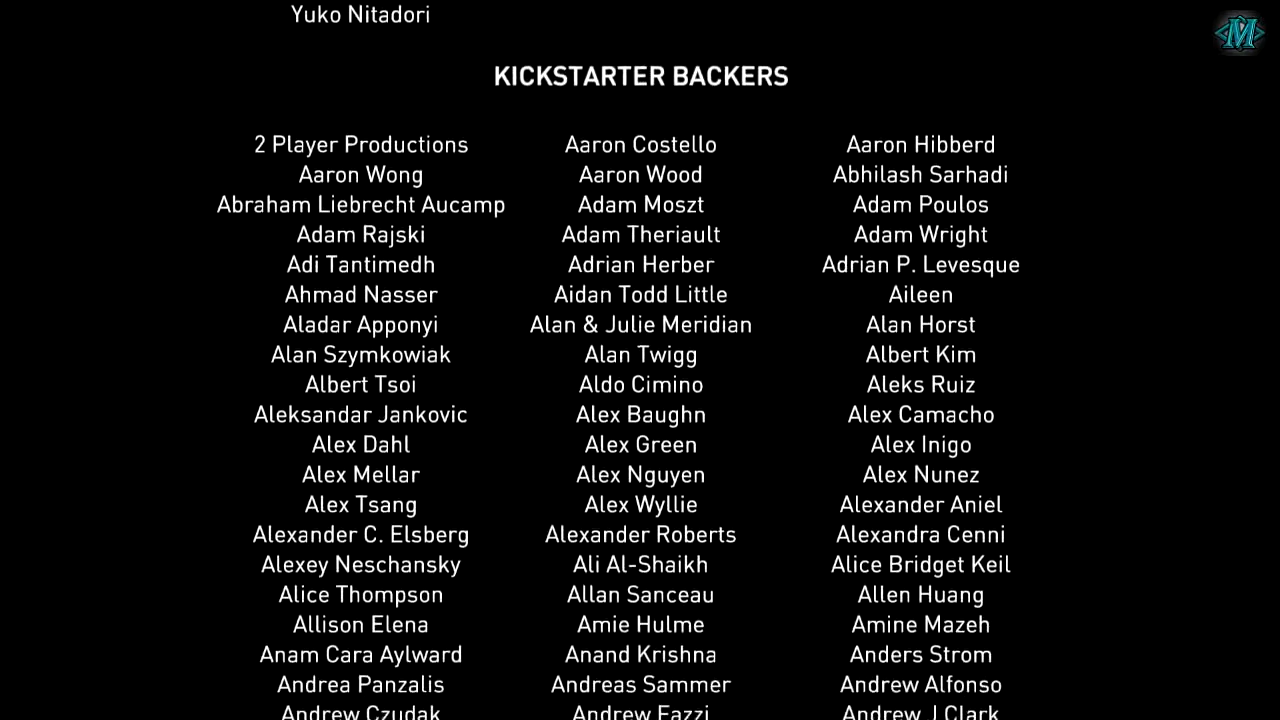 Yuko Nitadori
M
KICKSTARTER BACKERS
2 Player Productions Aaron Costello Aaron Hibberd
Aaron Wong Aaron Wood Abhilash Sarhadi
Abraham Liebrecht Aucamp Adam Moszt Adam Poulos
Adam Rajski Adam Theriault Adam Wright
Adi Tantimedh Adrian Herber Adrian P. Levesque
Ahmad Nasser Aidan Todd Little Aileen
Aladar Apponyi Alan & Julie Meridian Alan Horst
Alan Szymkowiak Alan Twigg Albert Kim
Albert Tsoi Aldo Cimino Aleks Ruiz
Aleksandar Jankovic Alex Baughn Alex Camacho
Alex Dahl Alex Green Alex Inigo
Alex Mellar Alex Nguyen Alex Nunez
Alex Tsang Alex Wyllie Alexander Aniel
Alexander C. Elsberg Alexander Roberts Alexandra Cenni
Alexey Neschansky Ali Al-Shaikh Alice Bridget Keil
Alice Thompson Allan Sanceau Allen Huang
Allison Elena Amie Hulme Amine Mazeh
Anam Cara Aylward Anand Krishna Anders Strom
Andrea Panzalis Andreas Sammer Andrew Alfonso
Andrew Czudak Andrew Fazzi Andrew J Clark